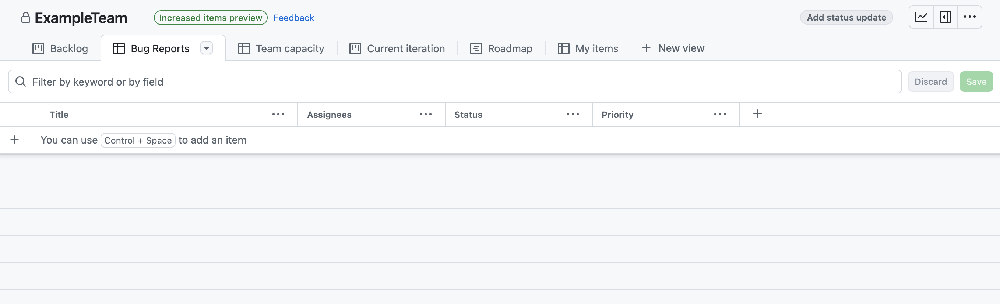 ExampleTeam Increased items preview Feedback Add status update
Backlog Bug Reports Team capacity Current iteration Roadmap My items New view
Filter by keyword or by field Discard Save
Title Assignees Status Priority
You can use Control + Space to add an item